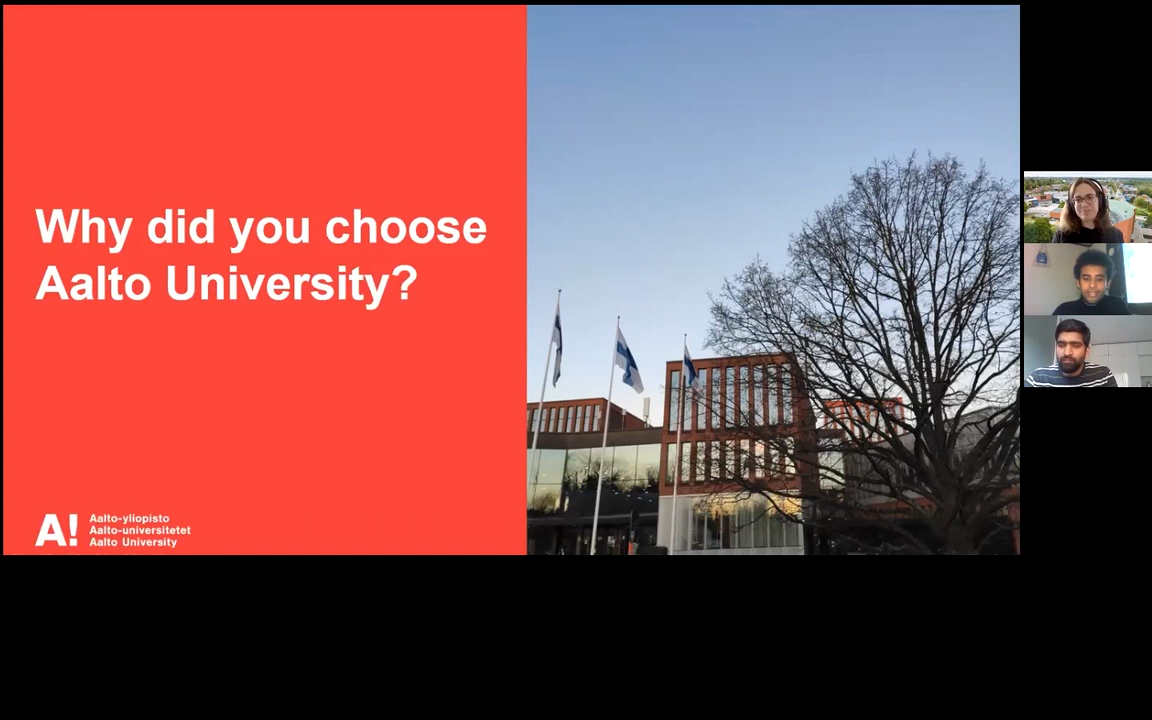 Why did you choose
Aalto University?
A!
Aalto-yliopisto
Aalto-universitetet
Aalto University